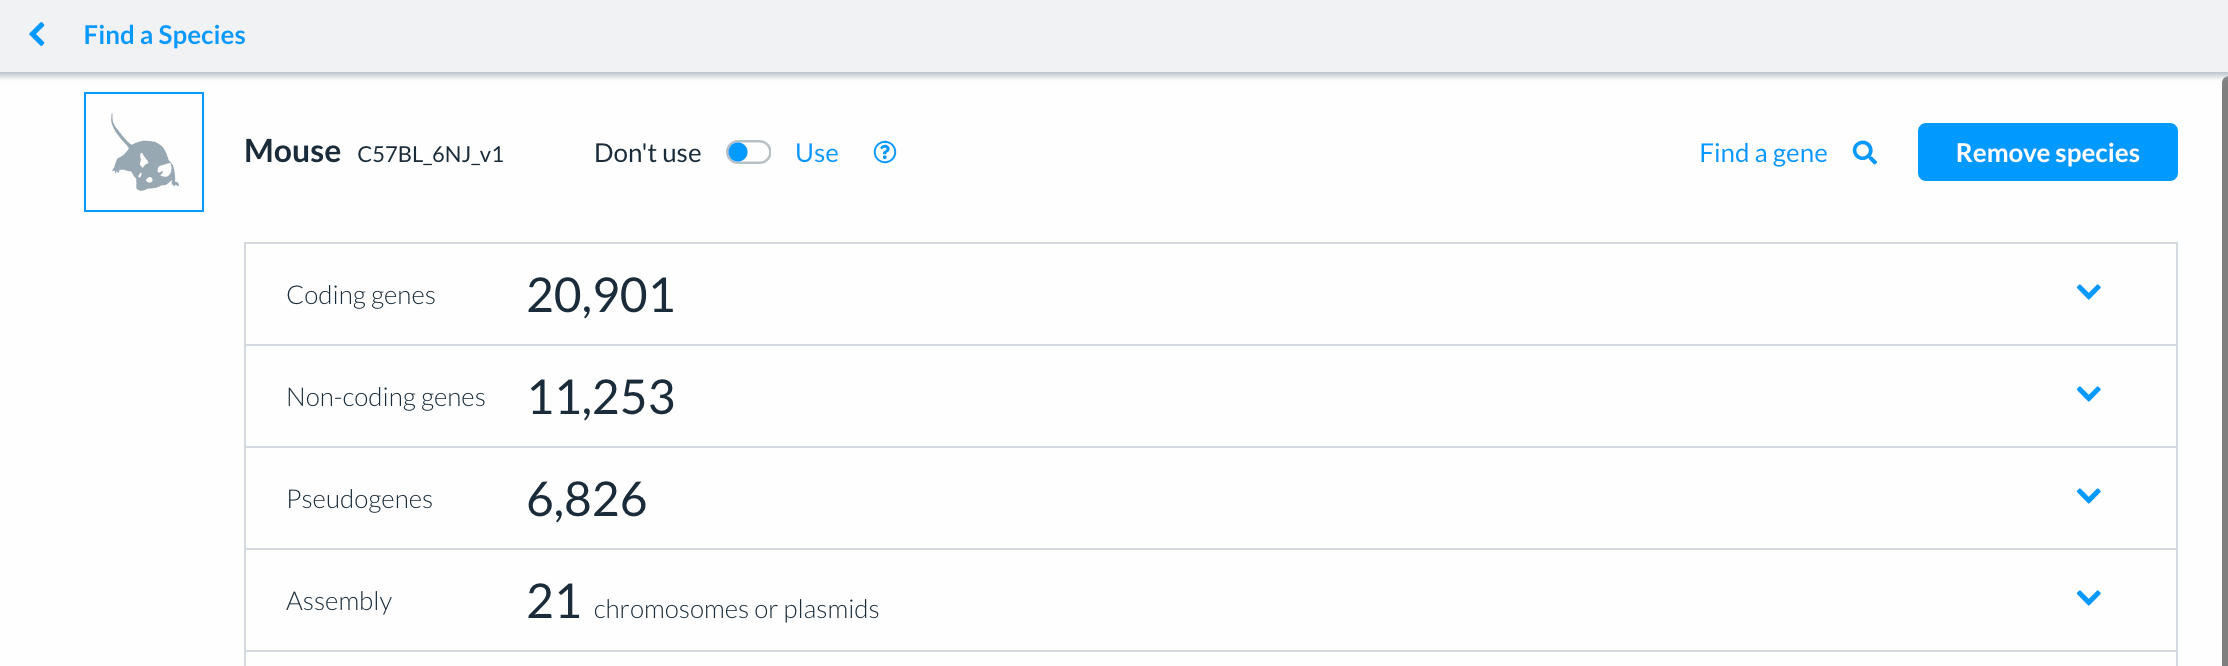 Find a Species
Mouse C57BL_6NJ_v1 Don't use Use ? Find a gene Remove species
Coding genes 20,901
Non-coding genes 11,253
Pseudogenes 6,826
Assembly 21 chromosomes or plasmids